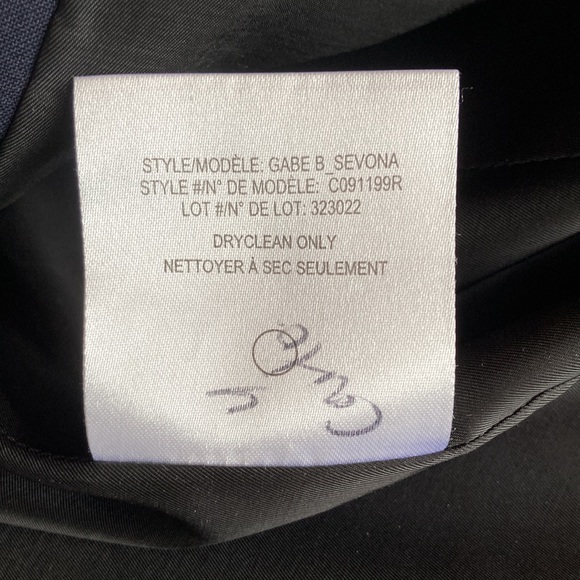 STYLE/MODÈLE: GABE B_SEVONA
STYLE #/N° DE MODÈLE: C091199R
LOT #/N° DE LOT: 323022
DRYCLEAN ONLY
NETTOYER À SEC SEULEMENT